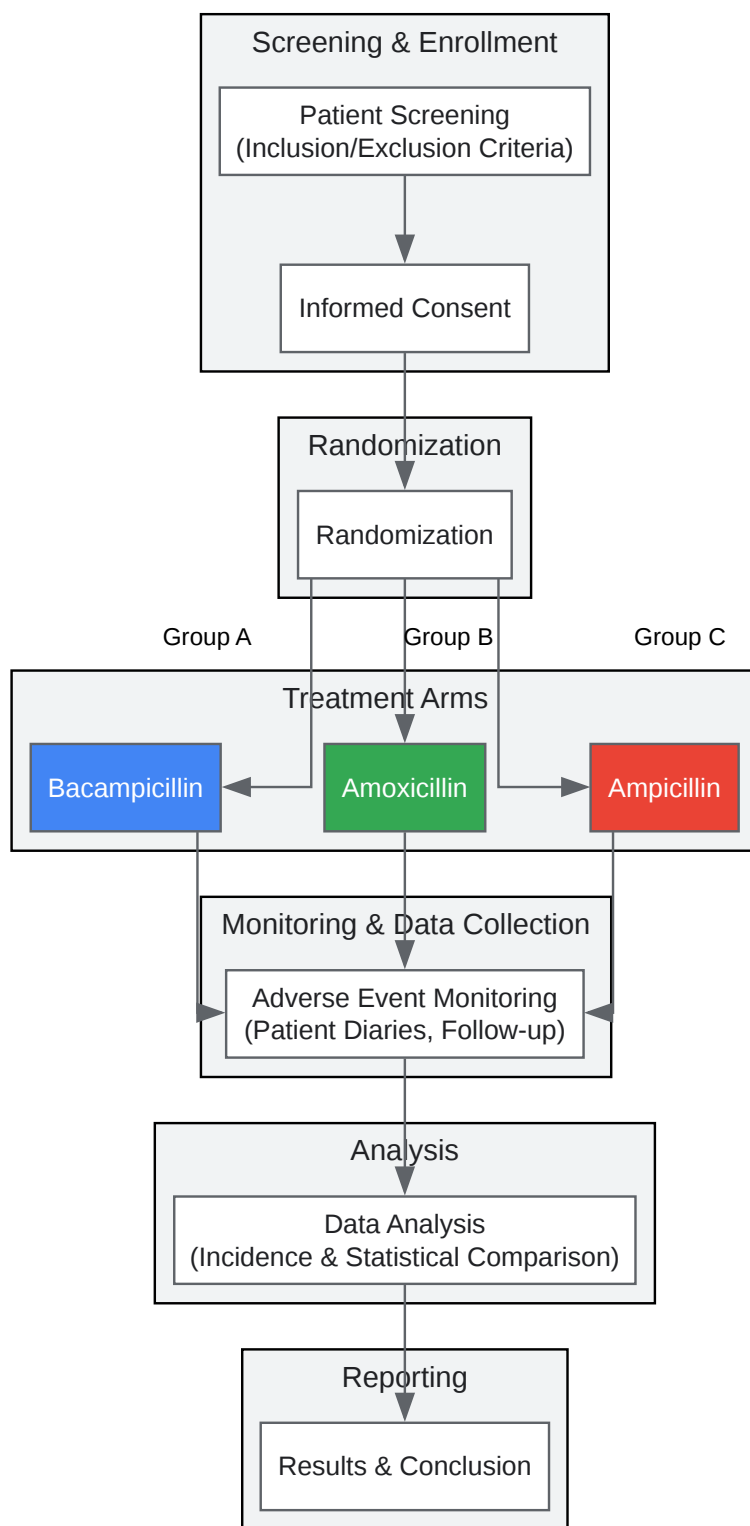 Screening & Enrollment
Patient Screening
(Inclusion/Exclusion Criteria)
Informed Consent
Randomization
Randomization
Group A
Group B
Group C
Treatment Arms
Bacampicillin
Amoxicillin
Ampicillin
Monitoring & Data Collection
Adverse Event Monitoring
(Patient Diaries, Follow-up)
Analysis
Data Analysis
(Incidence & Statistical Comparison)
Reporting
Results & Conclusion